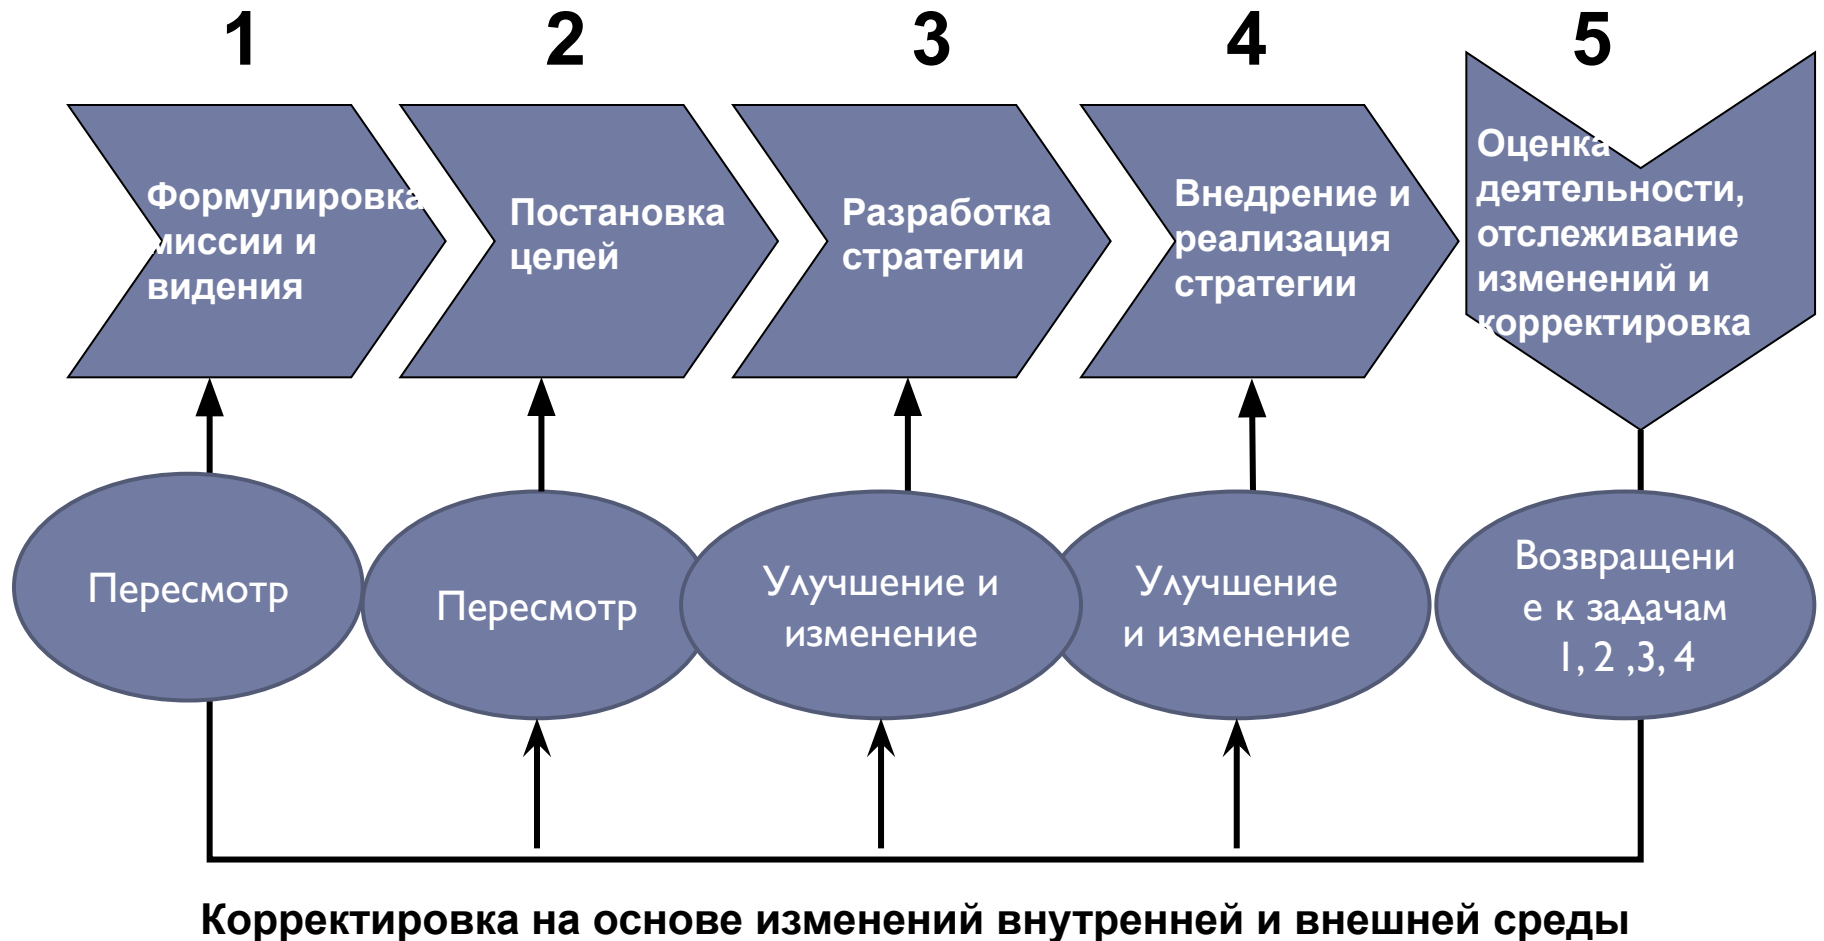 1
2
3
4
5
Формулировка
миссии и
видения
Постановка
целей
Разработка
стратегии
Внедрение и
реализация
стратегии
Оценка
деятельности,
отслеживание
изменений и
корректировка
Пересмотр
Пересмотр
Улучшение и
изменение
Улучшение
и изменение
Возвращени
е к задачам
1, 2 ,3, 4
Корректировка на основе изменений внутренней и внешней среды